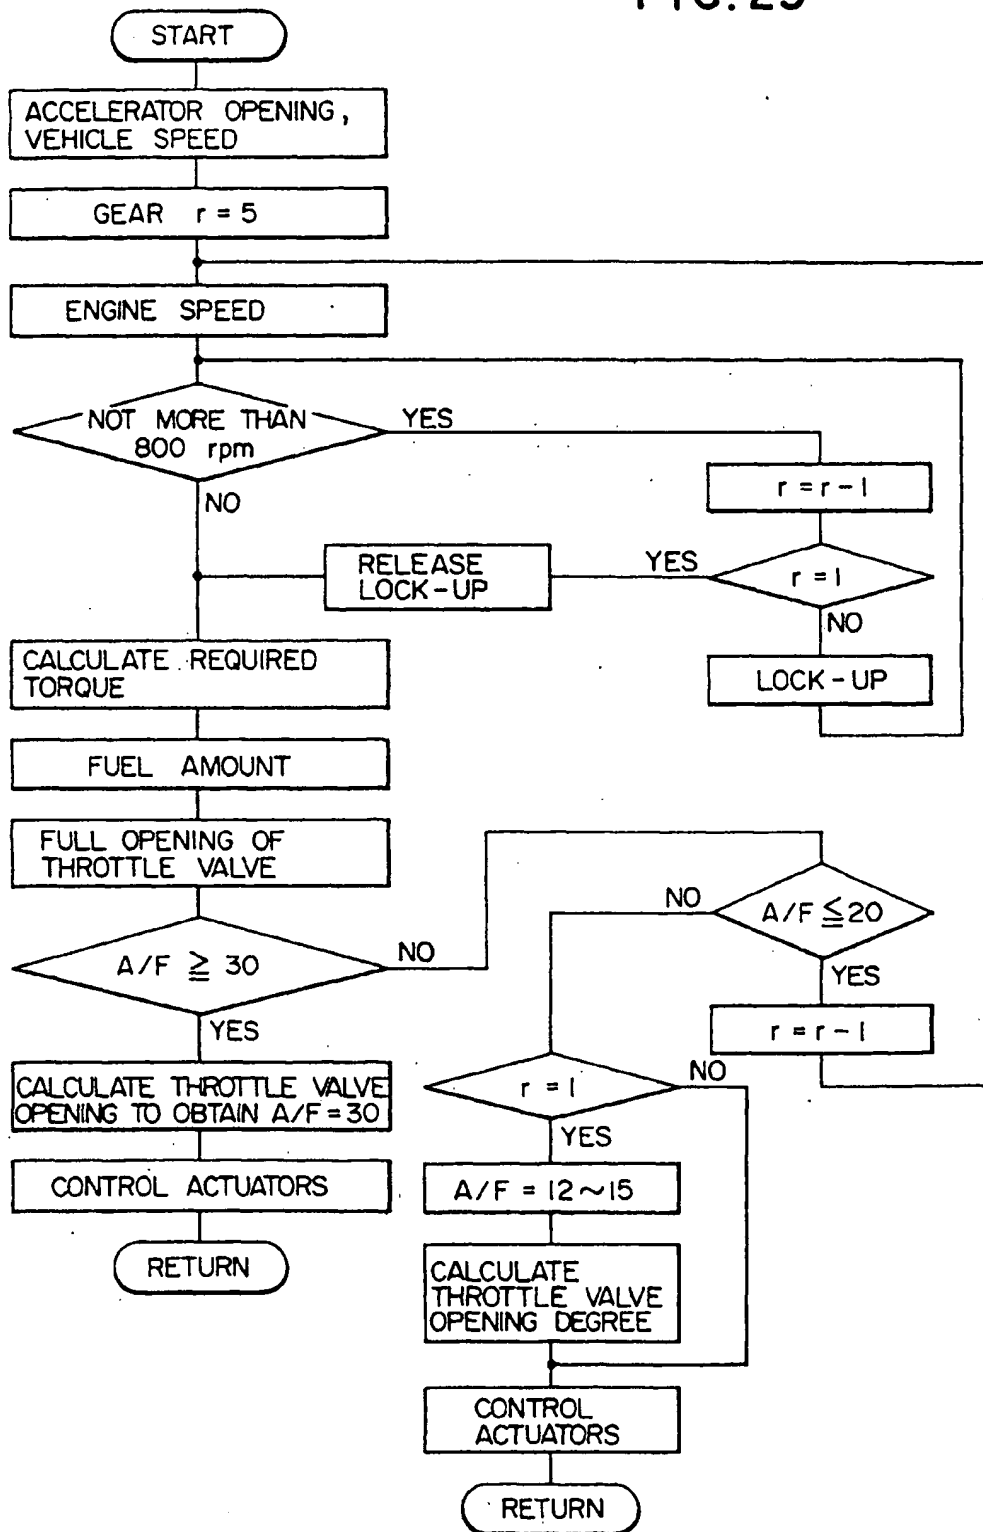 FIG. 29
START
ACCELERATOR OPENING,
VEHICLE SPEED
GEAR r = 5
ENGINE SPEED
NOT MORE THAN
800 rpm
YES
NO
r = r - 1
r = 1
YES
NO
RELEASE
LOCK-UP
LOCK-UP
CALCULATE REQUIRED
TORQUE
FUEL AMOUNT
FULL OPENING OF
THROTTLE VALVE
A/F ≧ 30
NO
YES
A/F ≦ 20
NO
YES
r = r - 1
CALCULATE THROTTLE VALVE
OPENING TO OBTAIN A/F = 30
CONTROL ACTUATORS
RETURN
r = 1
NO
YES
A/F = 12~15
CALCULATE
THROTTLE VALVE
OPENING DEGREE
CONTROL
ACTUATORS
RETURN